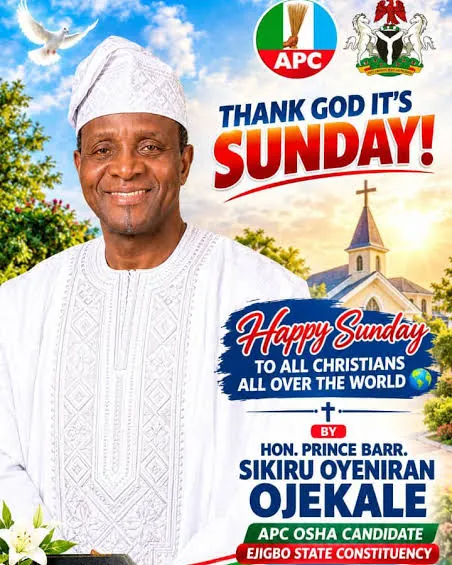 APC
THANK GOD IT'S
SUNDAY!
Happy Sunday
TO ALL CHRISTIANS
ALL OVER THE WORLD
BY
HON. PRINCE BARR.
SIKIRU OYENIRAN
OJEKALE
APC OSHA CANDIDATE
EJIGBO STATE CONSTITUENCY